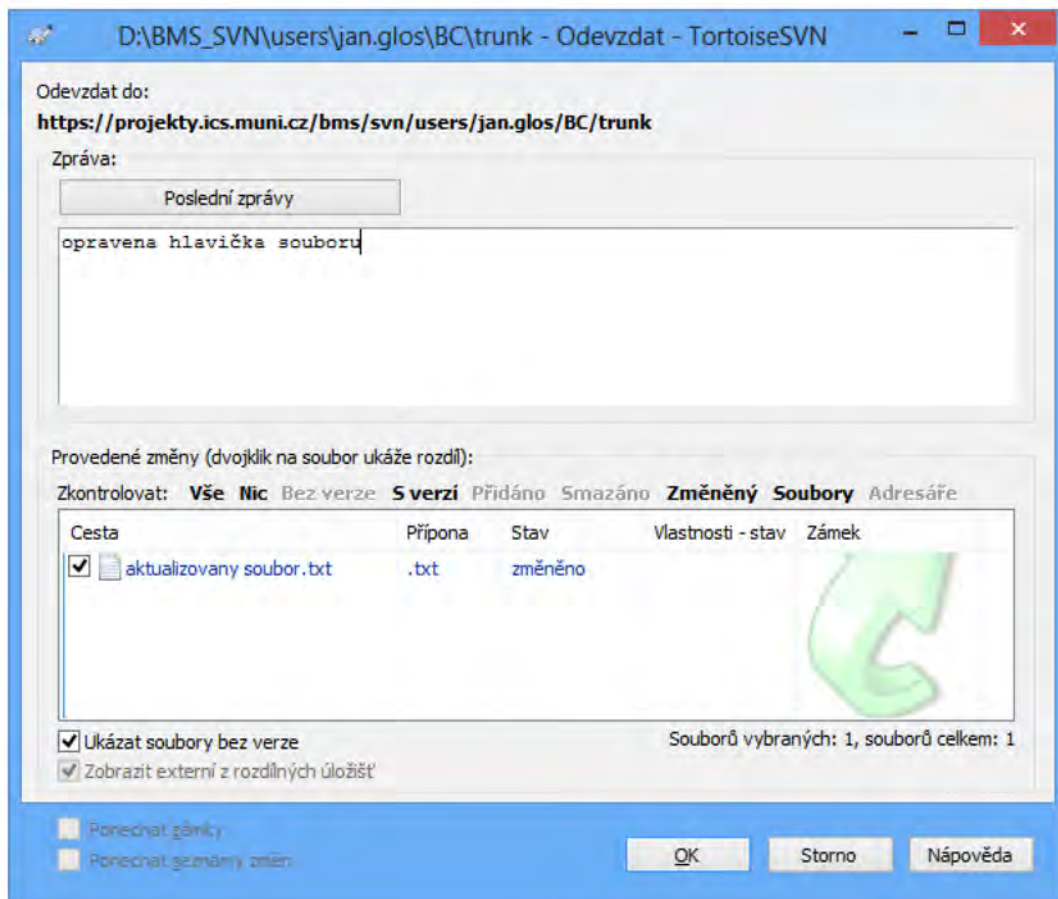 D:\BMS_SVN\users\jan.glos\BC\trunk - Odevzdat - TortoiseSVN
Odevzdat do:
https://projekty.ics.muni.cz/bms/svn/users/jan.glos/BC/trunk
Zpráva:
Poslední zprávy
opravena hlavička souboru
Provedené změny (dvojklik na soubor ukáže rozdíl):
Zkontrolovat: Vše Nic Bez verze S verzí Přidáno Smazáno Změněný Soubory Adresáře
Cesta Přípona Stav Vlastnosti - stav Zámek
aktualizovany soubor.txt .txt změněno
Ukázat soubory bez verze
Souborů vybraných: 1, souborů celkem: 1
Zobrazit externí z rozdílných úložišť
Ponechat zámky
Ponechat seznamy změn
OK Storno Nápověda